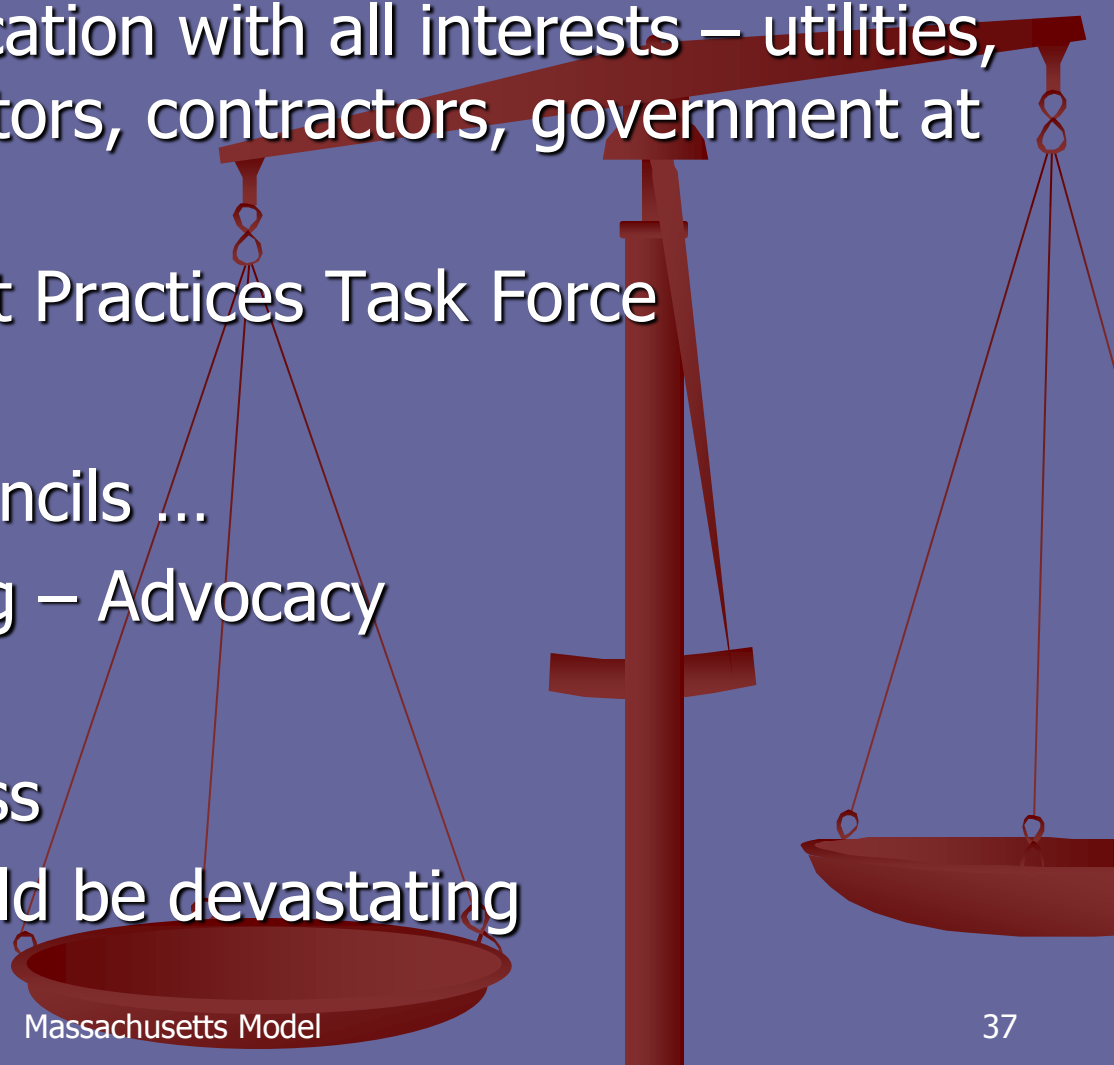 cation with all interests – utilities,
tors, contractors, government at
t Practices Task Force
ncils …
g – Advocacy
ss
ld be devastating
Massachusetts Model
37